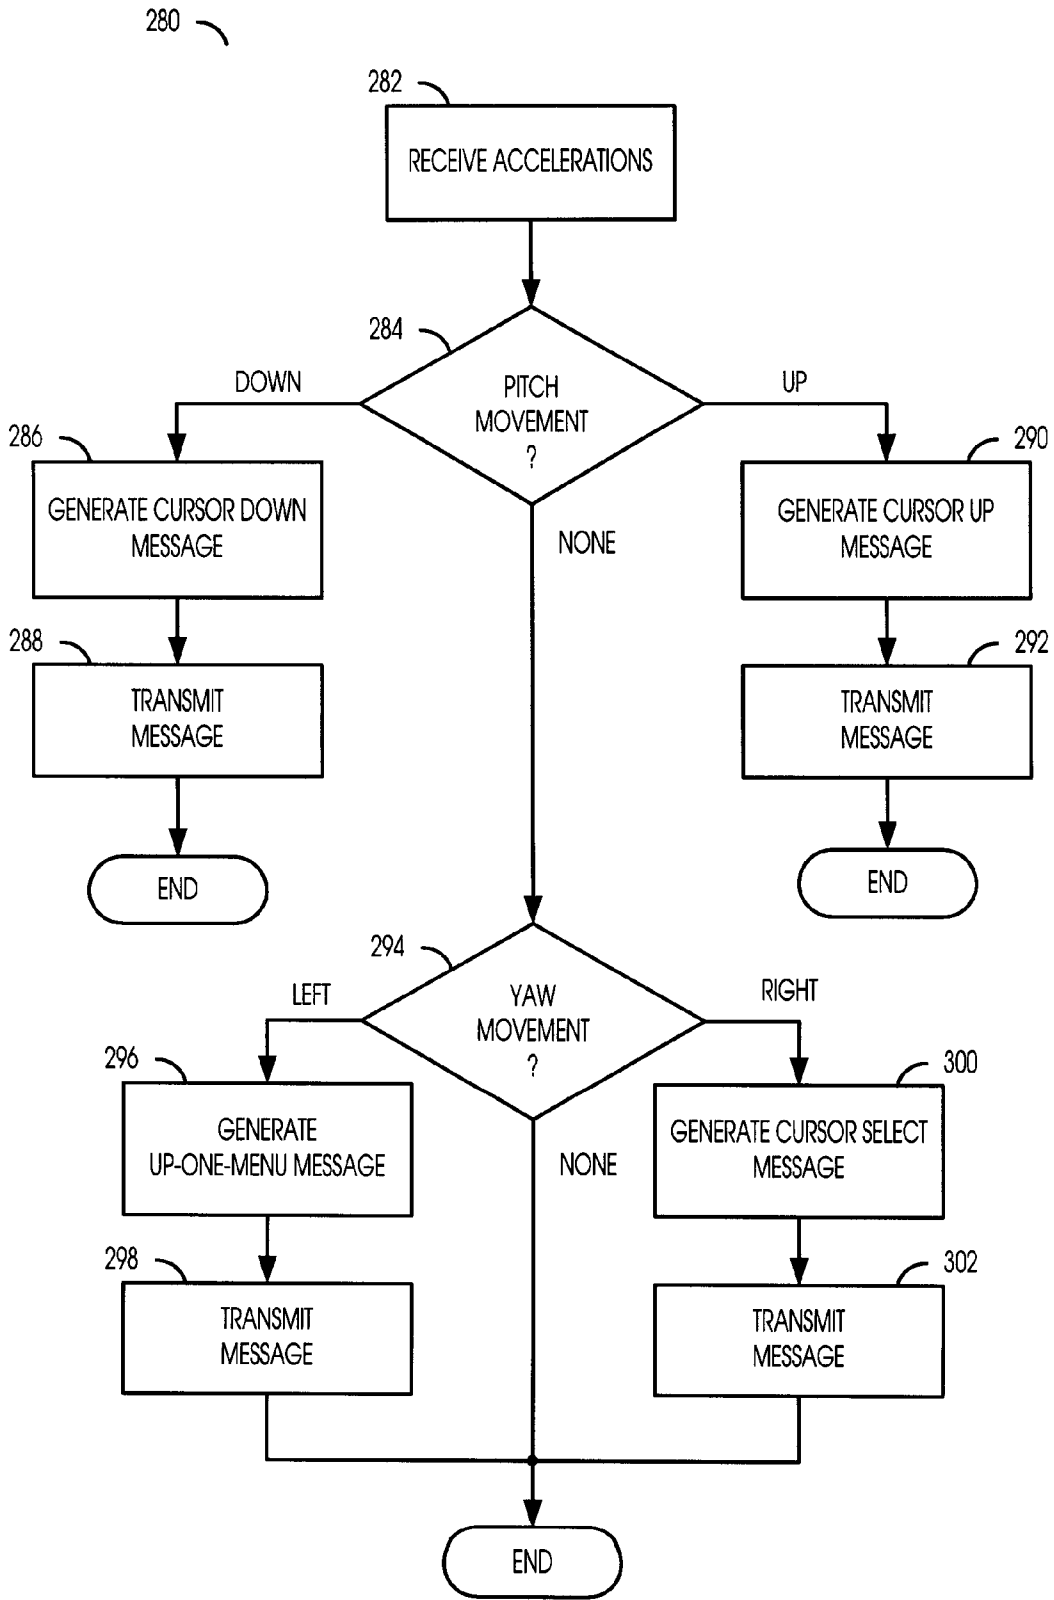 280
282
RECEIVE ACCELERATIONS
284
PITCH
MOVEMENT
?
DOWN
UP
NONE
286
GENERATE CURSOR DOWN
MESSAGE
290
GENERATE CURSOR UP
MESSAGE
288
TRANSMIT
MESSAGE
292
TRANSMIT
MESSAGE
END
END
294
YAW
MOVEMENT
?
LEFT
RIGHT
NONE
296
GENERATE
UP-ONE-MENU MESSAGE
300
GENERATE CURSOR SELECT
MESSAGE
298
TRANSMIT
MESSAGE
302
TRANSMIT
MESSAGE
END